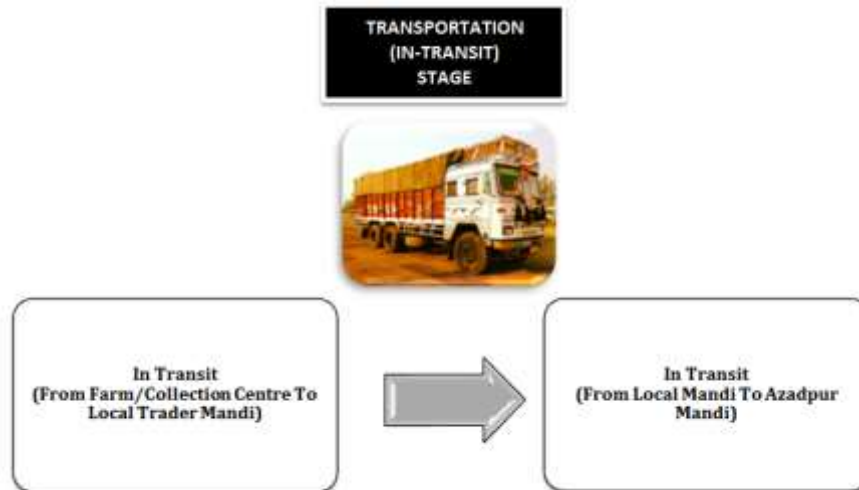 TRANSPORTATION
(IN-TRANSIT)
STAGE
In Transit
(From Farm/Collection Centre To
Local Trader Mandi)
In Transit
(From Local Mandi To Azadpur
Mandi)